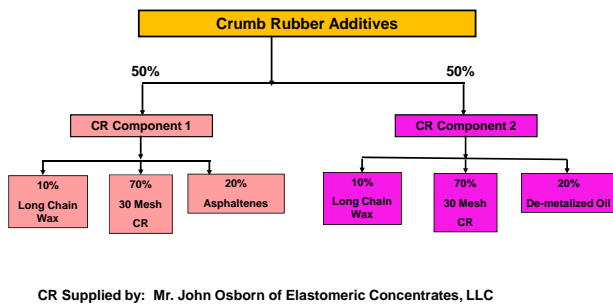 Crumb Rubber Additives
50%
50%
CR Component 1
CR Component 2
10%
Long Chain
Wax
70%
30 Mesh
CR
20%
Asphaltenes
10%
Long Chain
Wax
70%
30 Mesh
CR
20%
De-metalized Oil
CR Supplied by: Mr. John Osborn of Elastomeric Concentrates, LLC